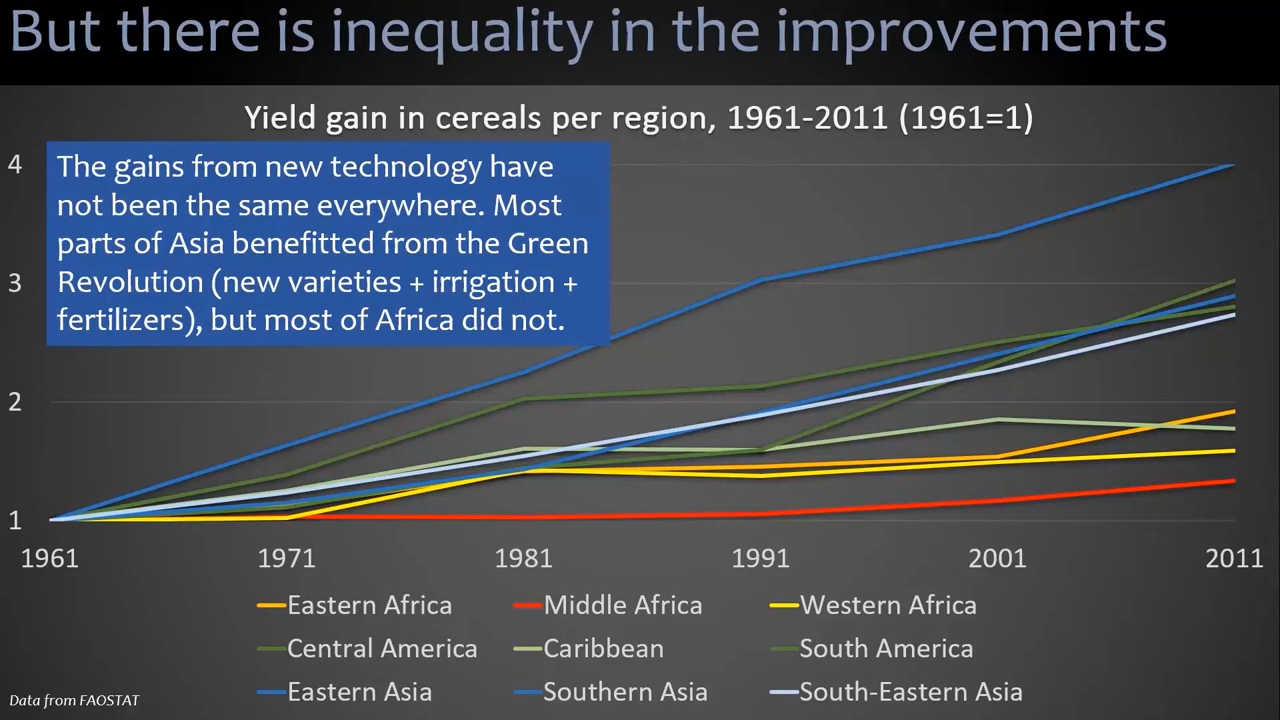 But there is inequality in the improvements
Yield gain in cereals per region, 1961-2011 (1961=1)
The gains from new technology have
not been the same everywhere. Most
parts of Asia benefitted from the Green
Revolution (new varieties + irrigation +
fertilizers), but most of Africa did not.
4
3
2
1
1961 1971 1981 1991 2001 2011
Eastern Africa Middle Africa Western Africa
Central America Caribbean South America
Eastern Asia Southern Asia South-Eastern Asia
Data from FAOSTAT